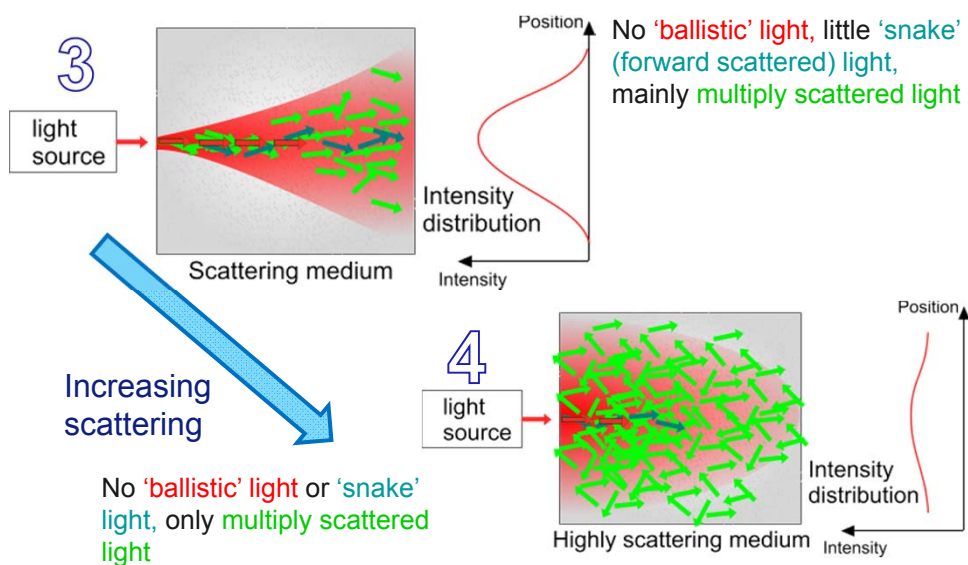 3
light
source
Scattering medium
Position
Intensity
distribution
Intensity
No 'ballistic' light, little 'snake'
(forward scattered) light,
mainly multiply scattered light
Increasing
scattering
4
light
source
Highly scattering medium
Position
Intensity
distribution
Intensity
No 'ballistic' light or 'snake'
light, only multiply scattered
light